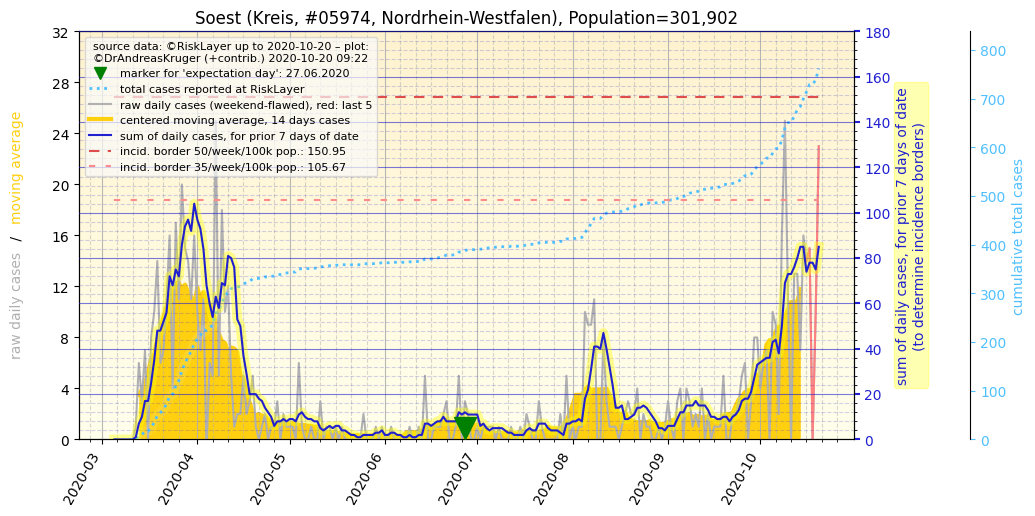 Soest (Kreis, #05974, Nordrhein-Westfalen), Population=301,902
source data: ©RiskLayer up to 2020-10-20 – plot:
©DrAndreasKruger (+contrib.) 2020-10-20 09:22
marker for 'expectation day': 27.06.2020
total cases reported at RiskLayer
raw daily cases (weekend-flawed), red: last 5
centered moving average, 14 days cases
sum of daily cases, for prior 7 days of date
incid. border 50/week/100k pop.: 150.95
incid. border 35/week/100k pop.: 105.67
raw daily cases / moving average
32
28
24
20
16
12
8
4
0
2020-03
2020-04
2020-05
2020-06
2020-07
2020-08
2020-09
2020-10
180
160
140
120
100
80
60
40
20
0
sum of daily cases, for prior 7 days of date
(to determine incidence borders)
800
700
600
500
400
300
200
100
0
cumulative total cases